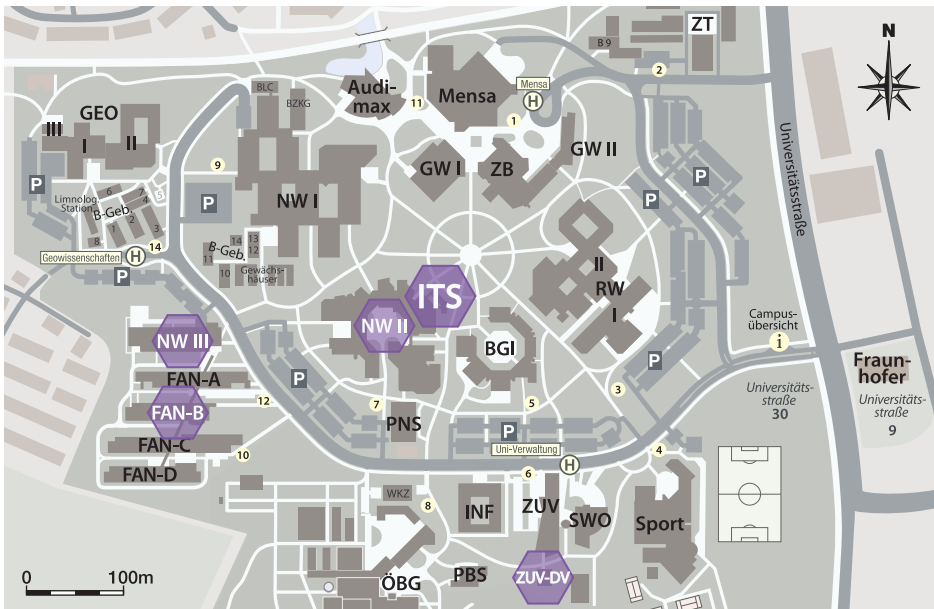 ZT
B 9
N
2
BLC
BZKG
Audi-
max
11
Mensa
Mensa
H
1
GEO
III
I
II
9
GW I
ZB
GW II
Universitätsstraße
P
P
P
P
NW I
Limnolog.
Station
6
7
4
5
B-Geb.
2
1
3
8
14
Geowissenschaften
H
P
B-Geb.
14
13
12
11
10
Gewächs-
häuser
II
RW
I
ITS
NW II
BGI
Campus-
übersicht
i
NW III
FAN-A
FAN-B
FAN-C
FAN-D
12
10
P
7
PNS
5
3
P
P
Fraun-
hofer
Universitäts-
straße
9
Universitäts-
straße
30
Uni-Verwaltung
H
4
6
WKZ
8
INF
ZUV
SWO
Sport
ÖBG
PBS
ZUV-DV
0
100m